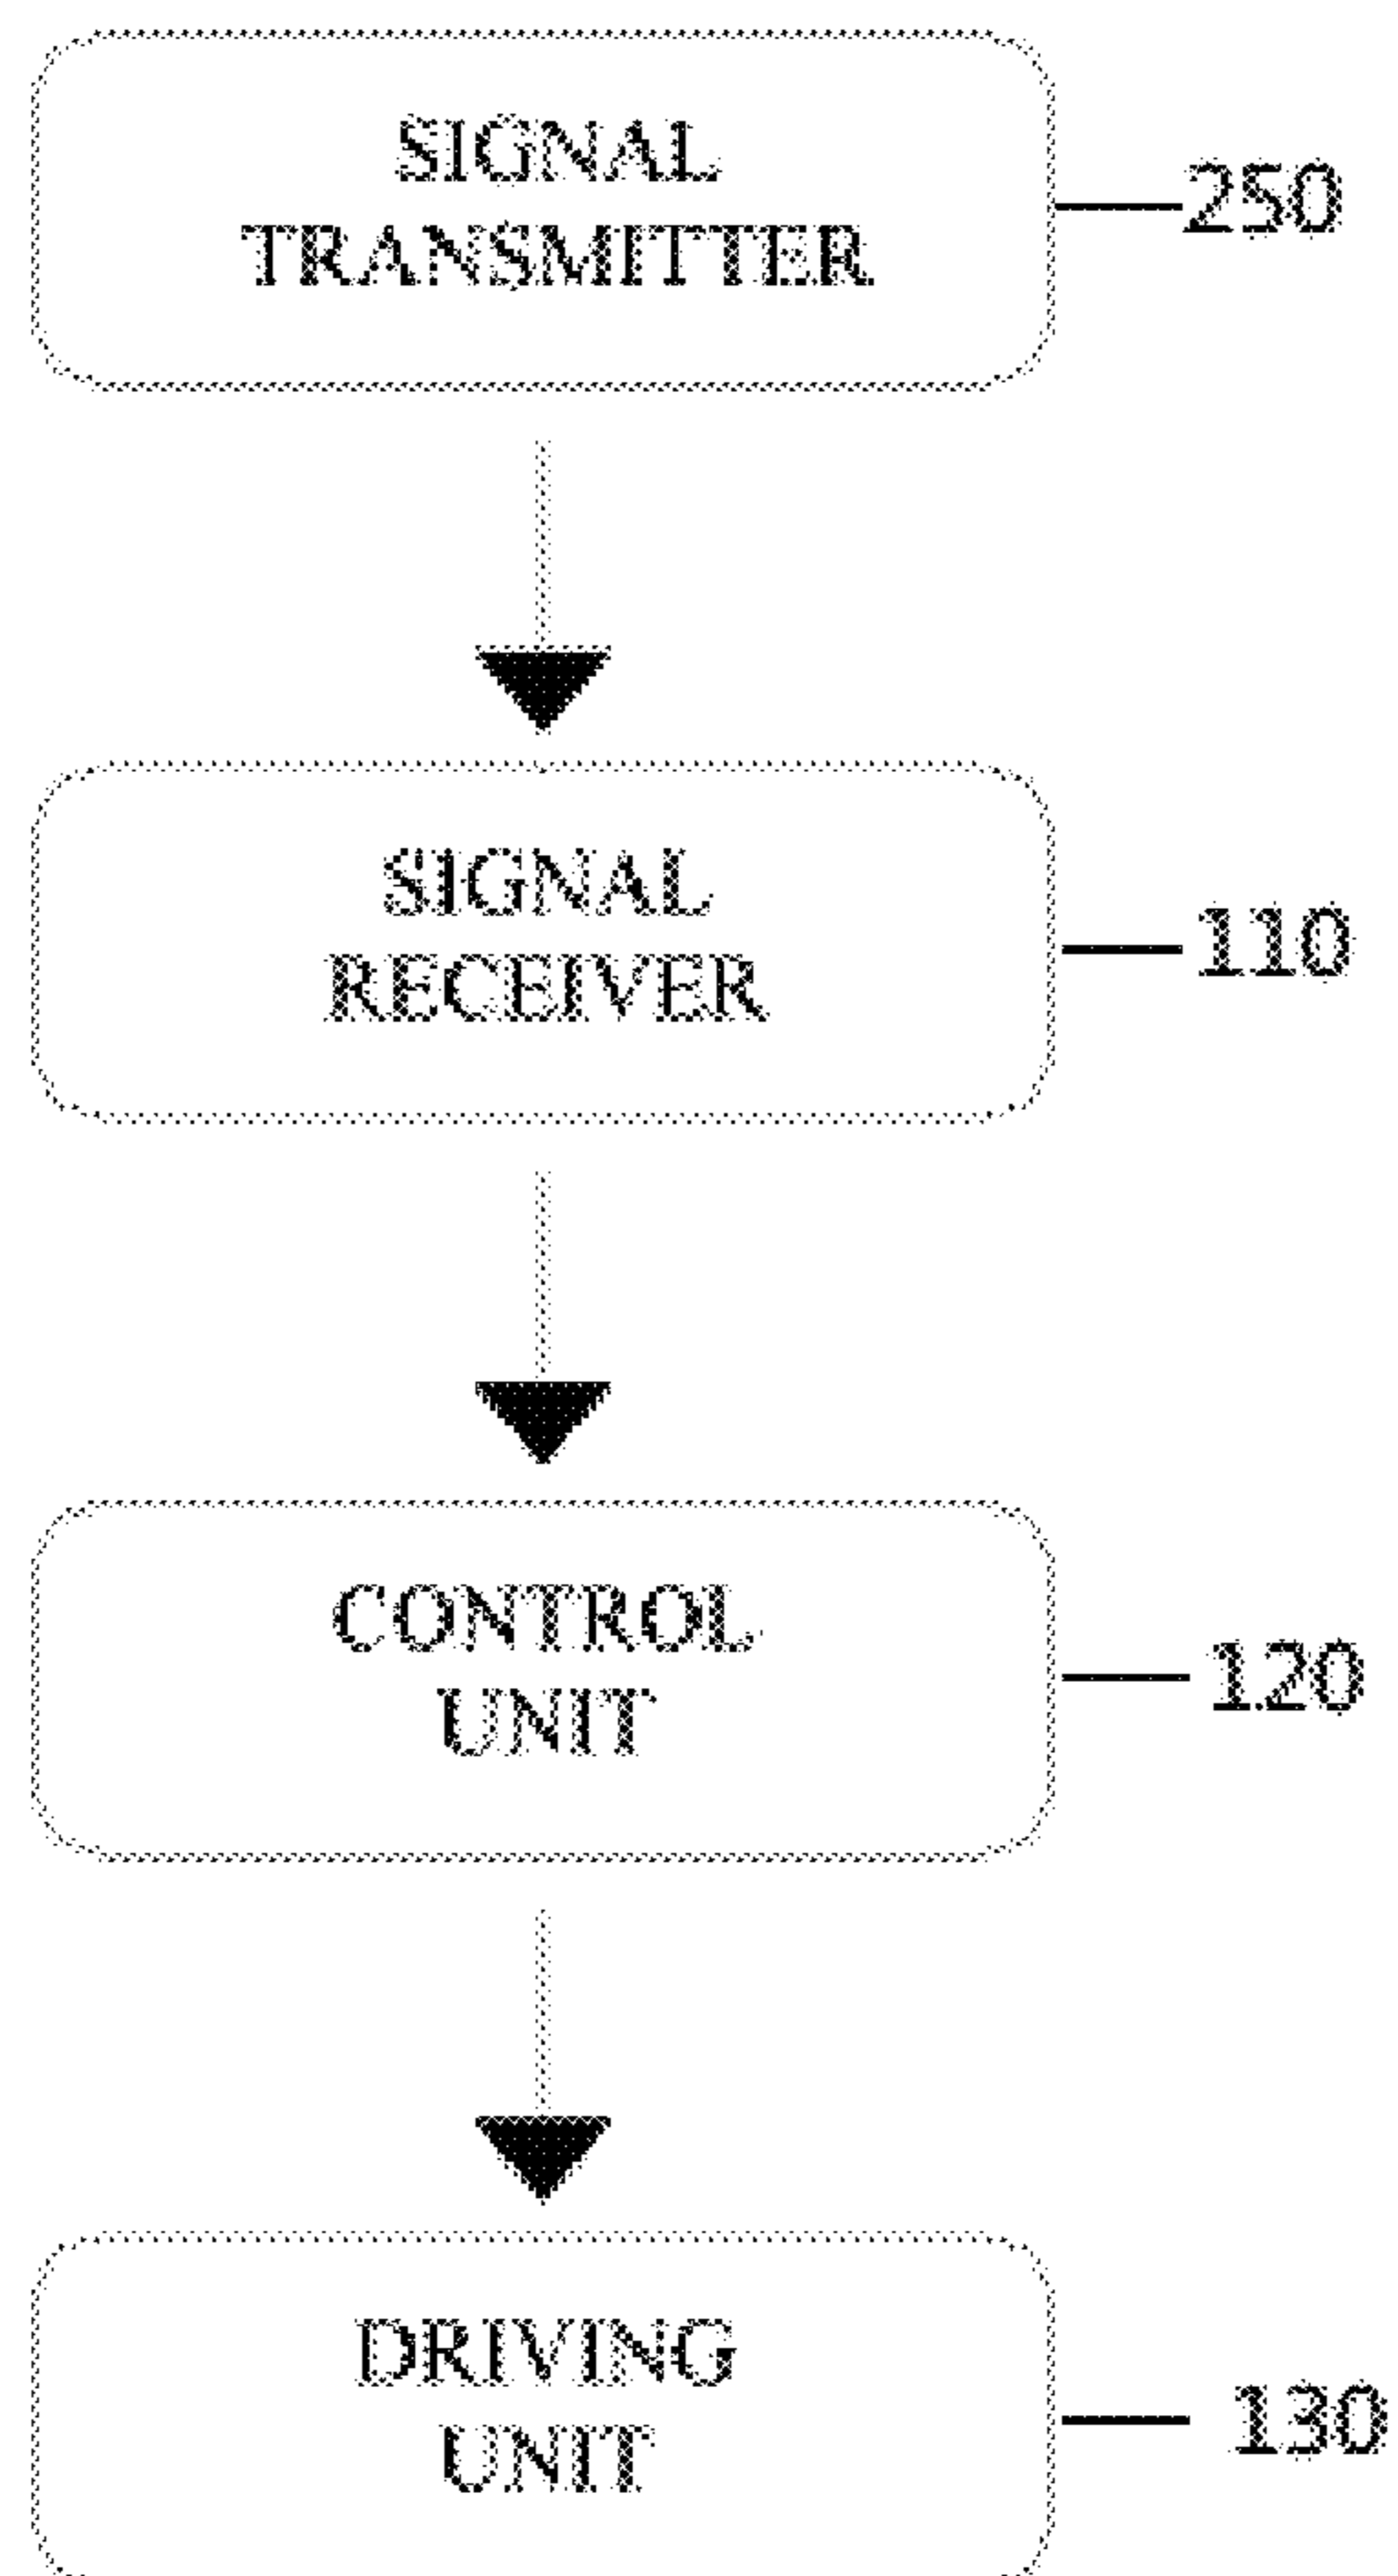 SIGNAL
TRANSMITTER
250
SIGNAL
RECEIVER
110
CONTROL
UNIT
120
DRIVING
UNIT
130